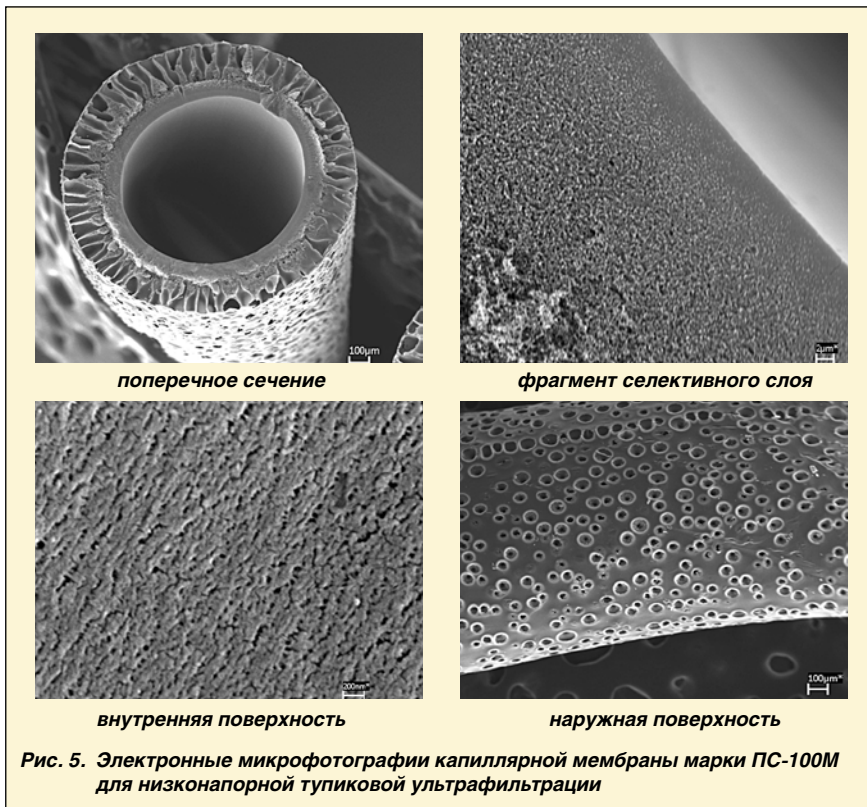 100µm
2µm*
поперечное сечение
фрагмент селективного слоя
200nm*
100µm
внутренняя поверхность
наружная поверхность
Рис. 5. Электронные микрофотографии капиллярной мембраны марки ПС-100М
для низконапорной тупиковой ультрафильтрации